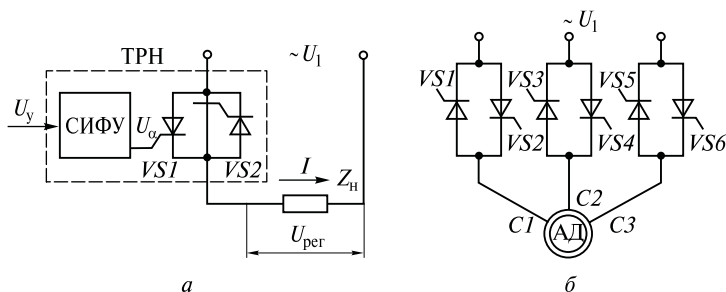 ТРН
~ U1
Uу
СИФУ
Uα
VS1
VS2
I
Zн
Uрег
а
~ U1
VS1
VS3
VS5
VS2
VS4
VS6
C1
C2
C3
АД
б